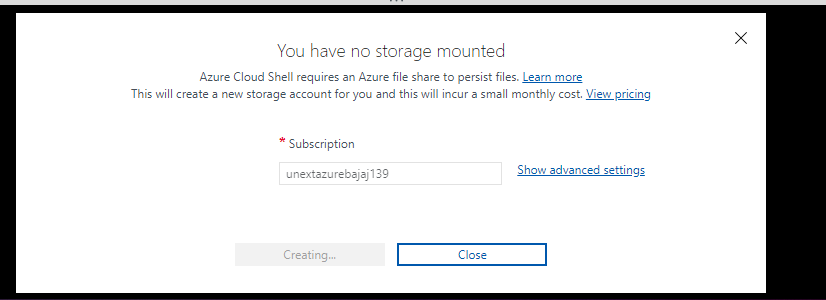 You have no storage mounted
Azure Cloud Shell requires an Azure file share to persist files. Learn more
This will create a new storage account for you and this will incur a small monthly cost. View pricing
* Subscription
unextazurebajaj139
Show advanced settings
Creating...
Close